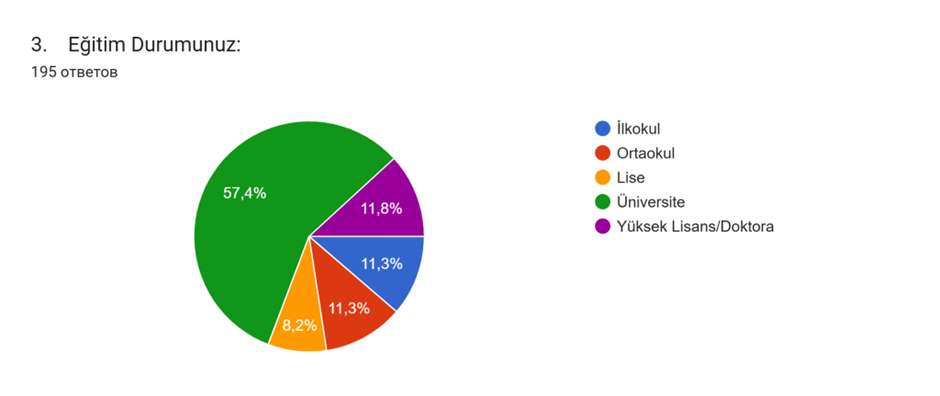 3. Eğitim Durumunuz:
195 ответов
57,4%
11,8%
11,3%
11,3%
8,2%
İlkokul
Ortaokul
Lise
Üniversite
Yüksek Lisans/Doktora